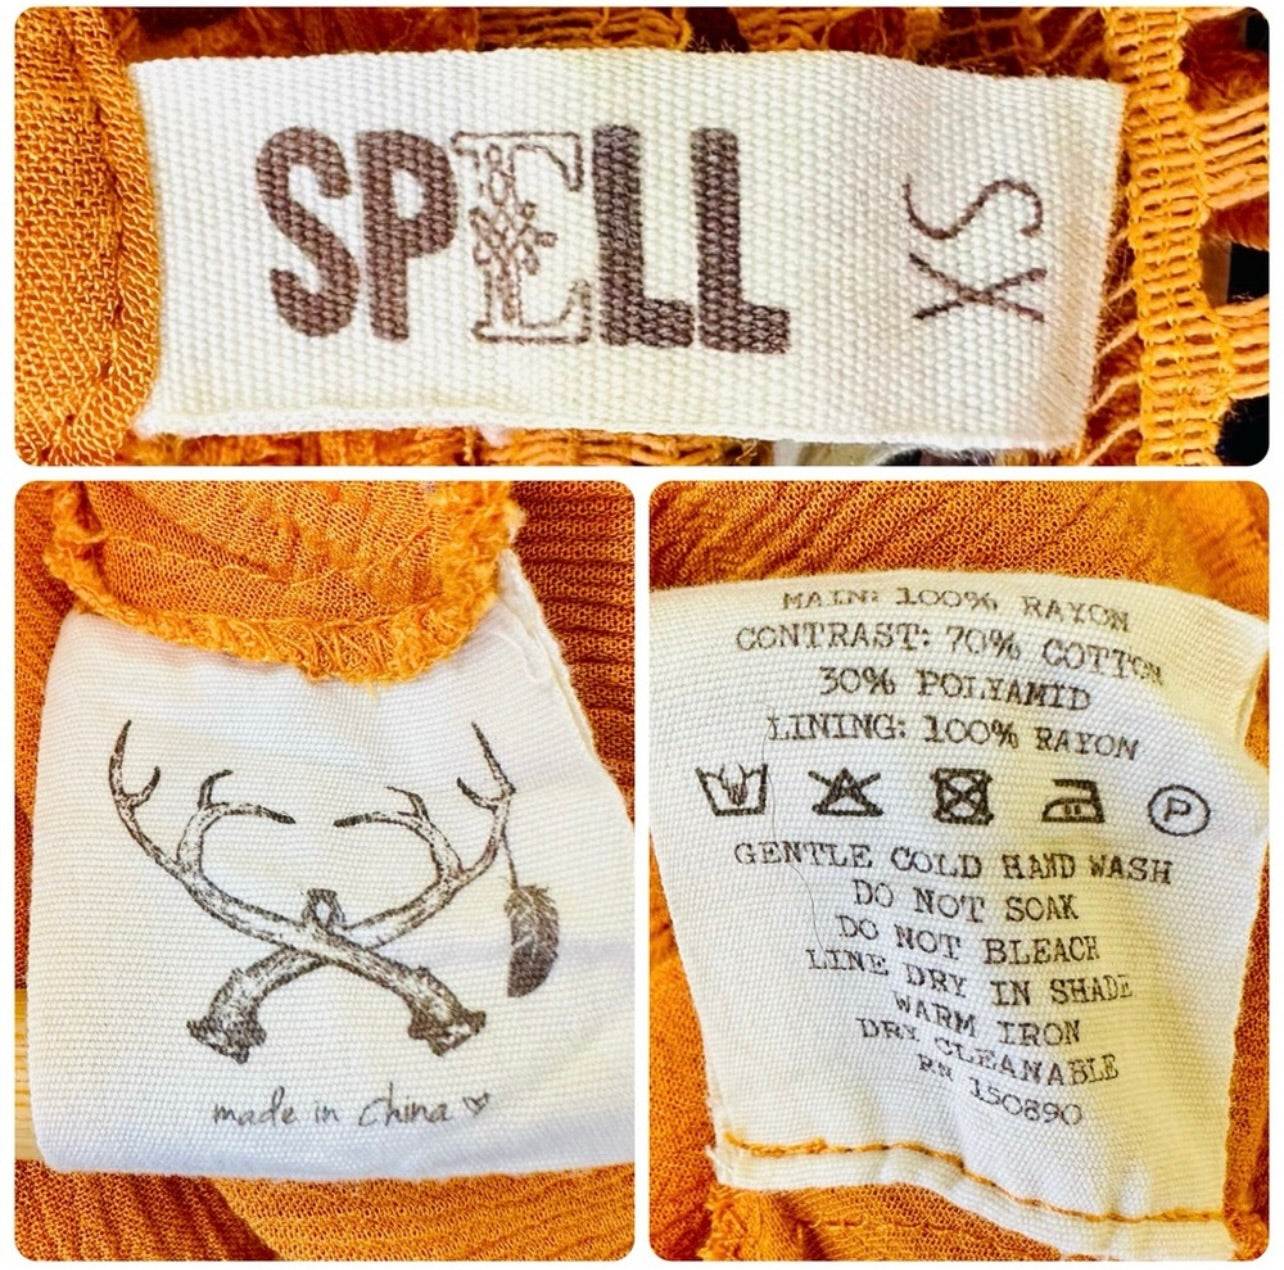 SPELL
XS
made in china
MAIN: 100% RAYON
CONTRAST: 70% COTTON
30% POLYAMID
LINING: 100% RAYON
P
GENTLE COLD HAND WASH
DO NOT SOAK
DO NOT BLEACH
LINE DRY IN SHADE
WARM IRON
DRY CLEANABLE
RN 150890